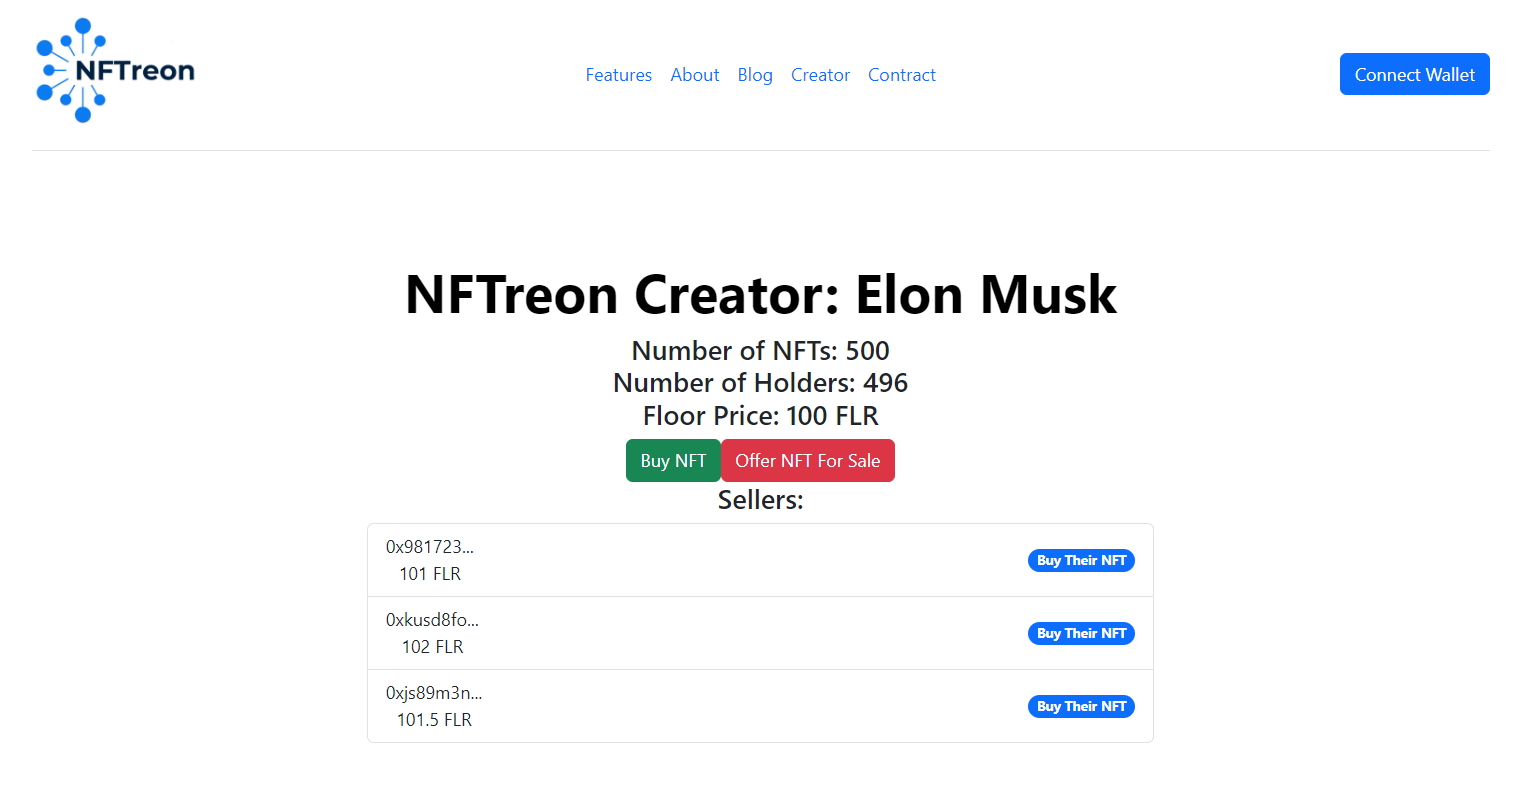 NFTreon
Features About Blog Creator Contract
Connect Wallet
NFTreon Creator: Elon Musk
Number of NFTs: 500
Number of Holders: 496
Floor Price: 100 FLR
Buy NFT Offer NFT For Sale
Sellers:
0x981723...
101 FLR
Buy Their NFT
0xkusd8fo...
102 FLR
Buy Their NFT
0xjs89m3n...
101.5 FLR
Buy Their NFT